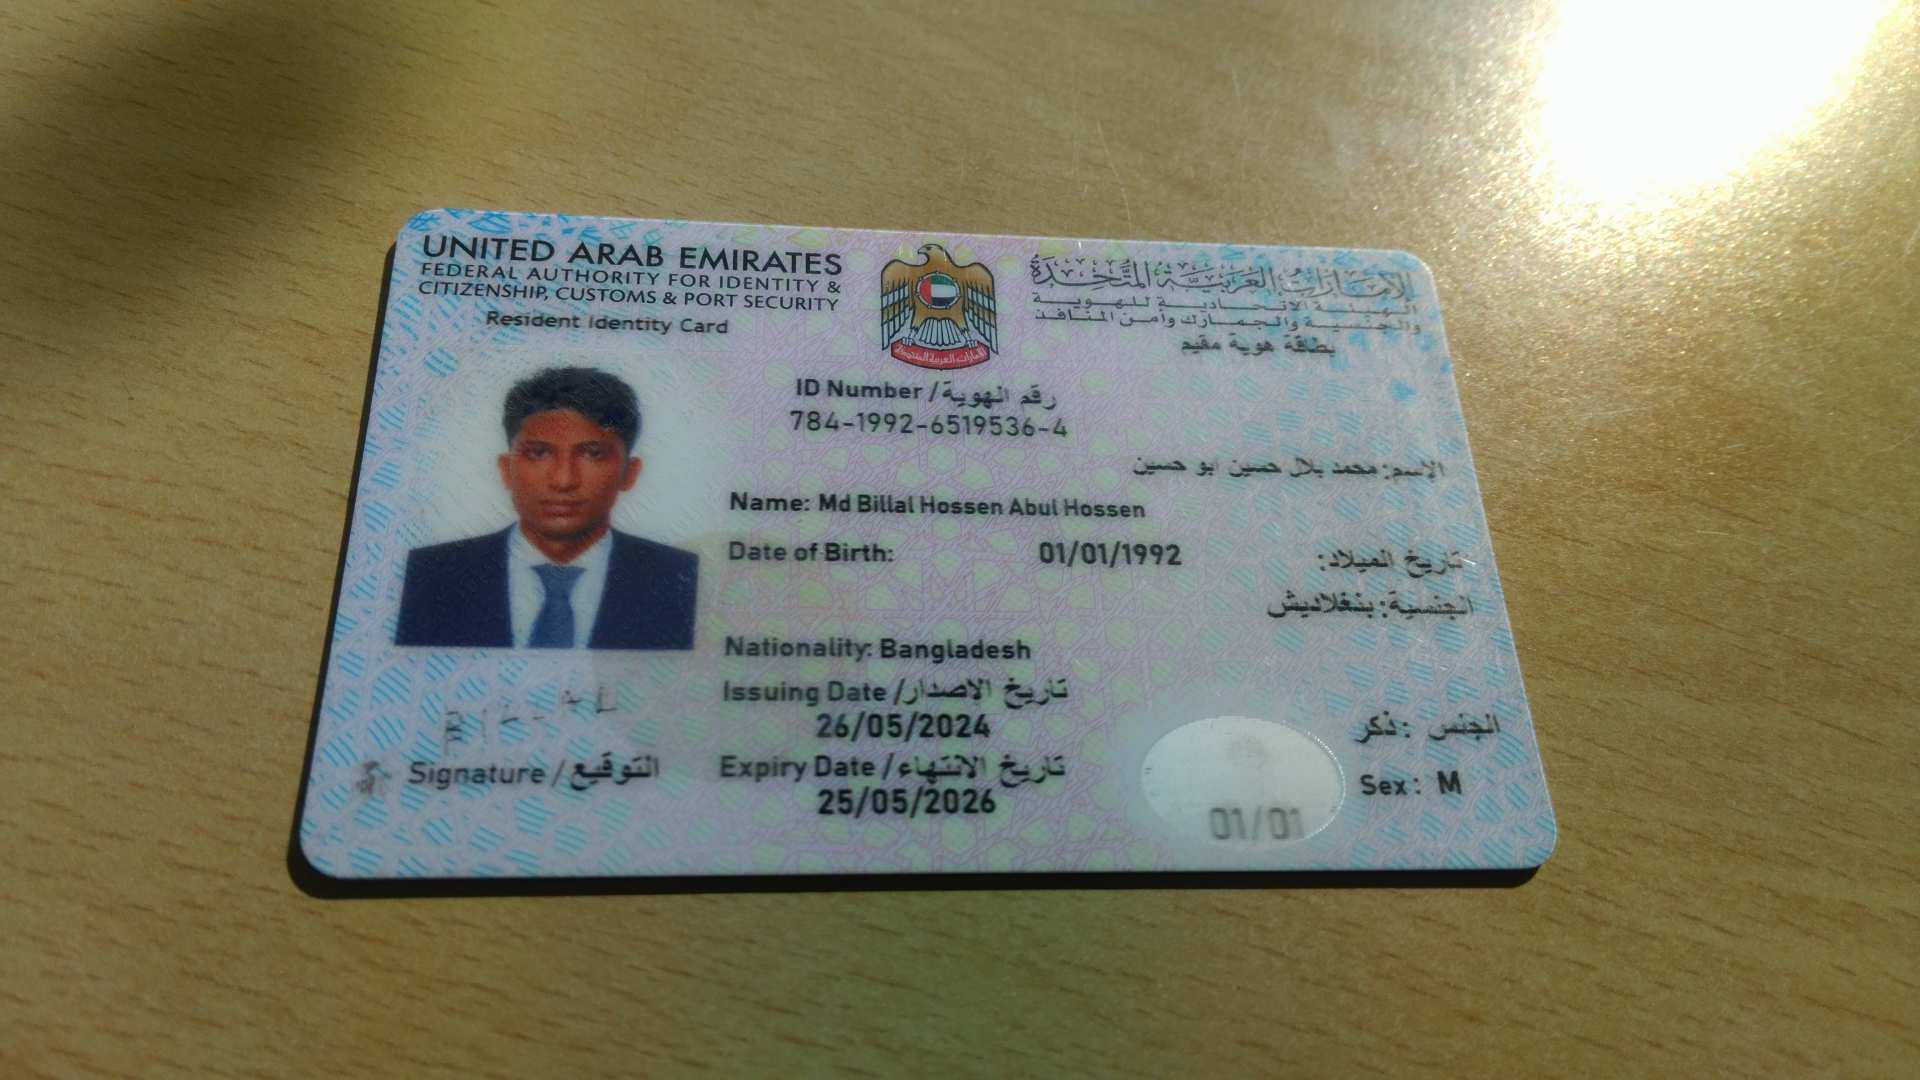 UNITED ARAB EMIRATES
FEDERAL AUTHORITY FOR IDENTITY &
CITIZENSHIP, CUSTOMS & PORT SECURITY
Resident Identity Card
الإمارات العربية المتحدة
الهيئة الاتحادية للهوية
والجنسية والجمارك وأمن المنافذ
بطاقة هوية مقيم
ID Number / رقم الهوية
784-1992-6519536-4
الإسم: محمد بلال حسين ابو حسين
Name: Md Billal Hossen Abul Hossen
Date of Birth: 01/01/1992 تاريخ الميلاد:
الجنسية: بنغلاديش
Nationality: Bangladesh
Issuing Date / تاريخ الاصدار
26/05/2024
الجنس : ذكر
Expiry Date / تاريخ الانتهاء
25/05/2026
Sex: M
Signature / التوقيع
01/01